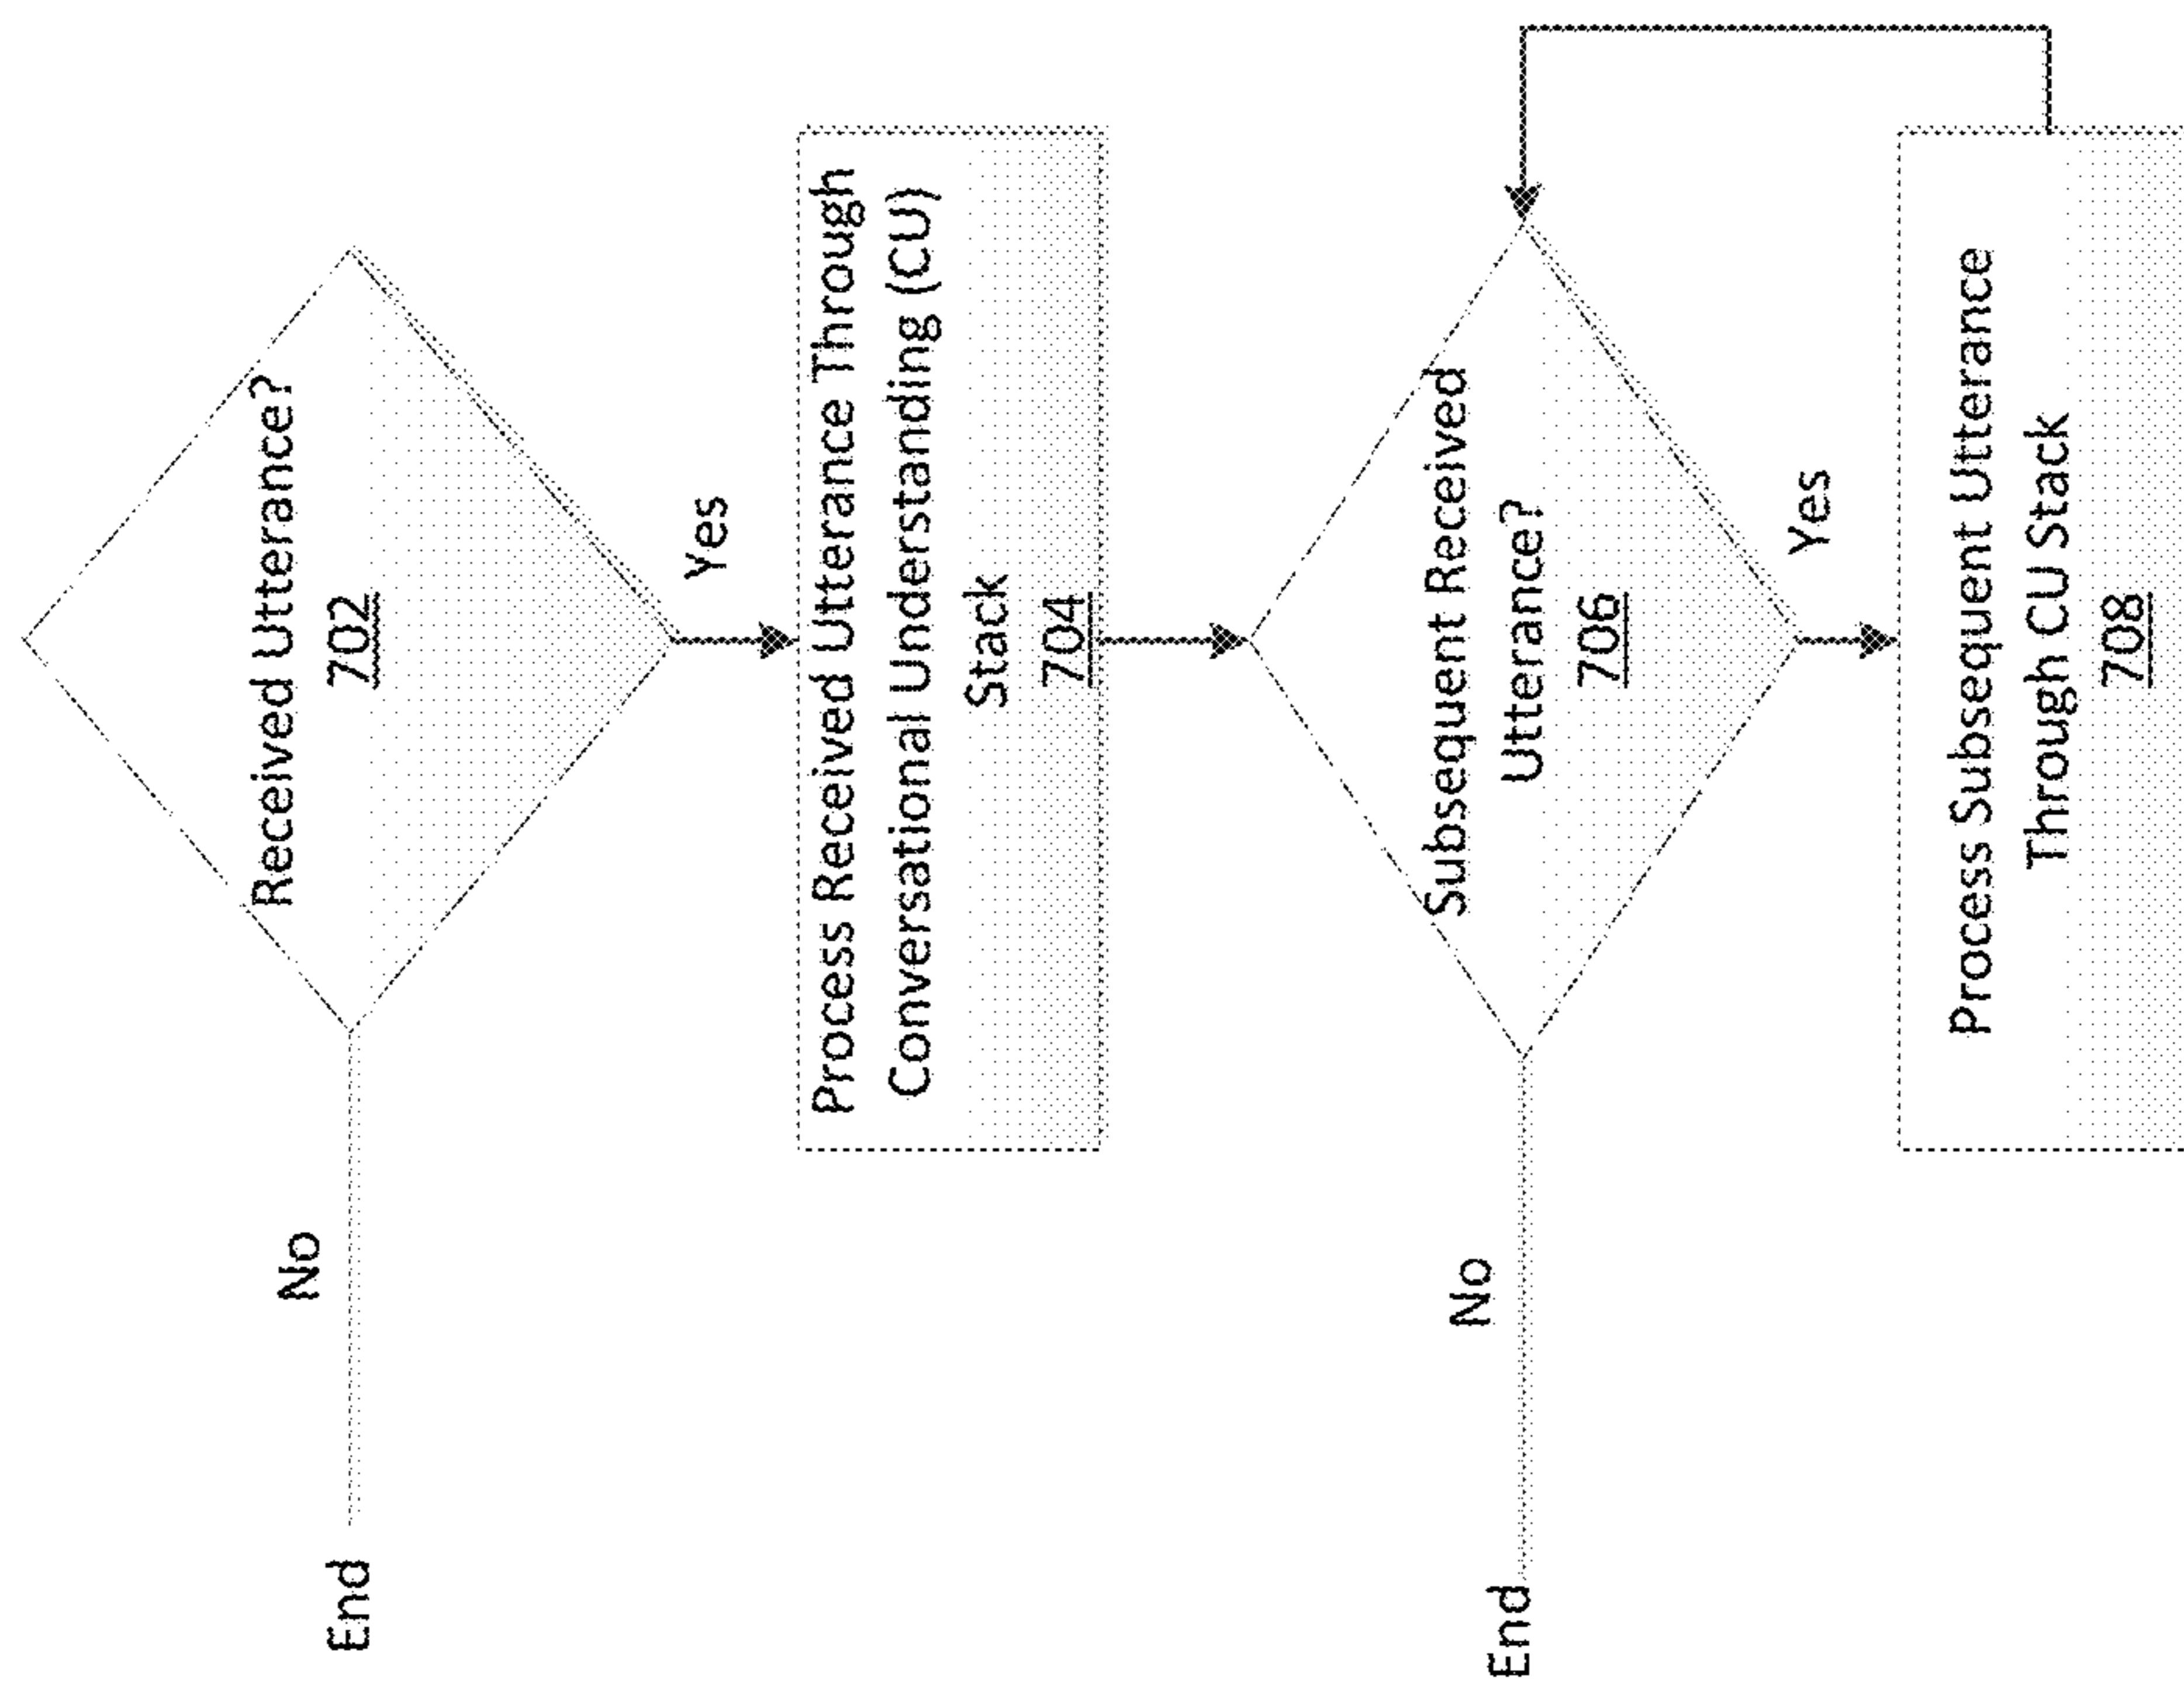 Received Utterance?
702
No
End
Yes
Process Received Utterance Through
Conversational Understanding (CU)
Stack
704
Subsequent Received
Utterance?
706
No
End
Yes
Process Subsequent Utterance
Through CU Stack
708